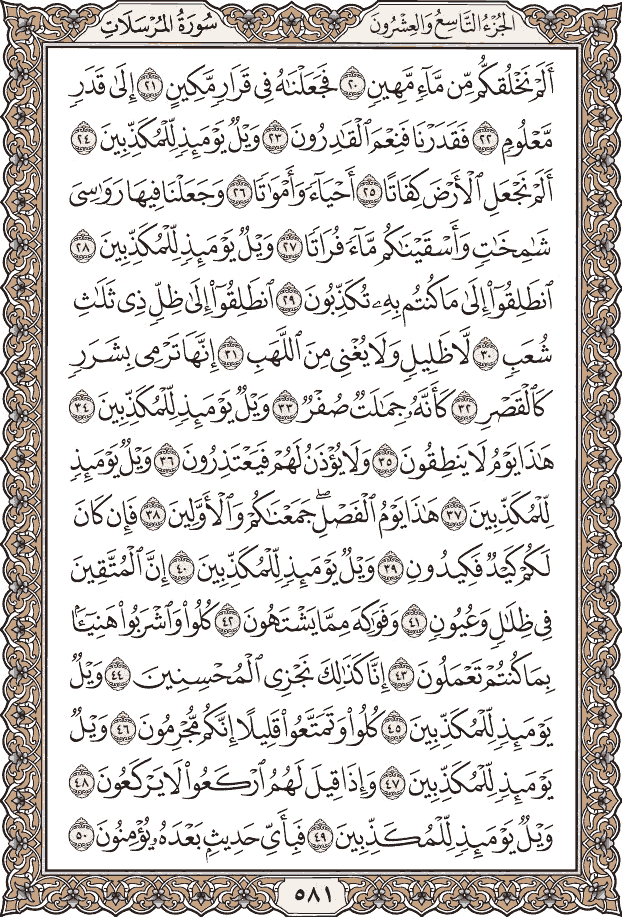 سُورَةُ المُرْسَلَات
الجُزْءُ التَّاسِعُ وَالعِشْرُونَ
أَلَمْ نَخْلُقكُّم مِّن مَّآءٍ مَّهِينٍ ٢٠ فَجَعَلْنَٰهُ فِى قَرَارٍ مَّكِينٍ ٢١ إِلَىٰ قَدَرٍ
مَّعْلُومٍ ٢٢ فَقَدَرْنَا فَنِعْمَ ٱلْقَٰدِرُونَ ٢٣ وَيْلٌ يَوْمَئِذٍ لِّلْمُكَذِّبِينَ ٢٤
أَلَمْ نَجْعَلِ ٱلْأَرْضَ كِفَاتًا ٢٥ أَحْيَآءً وَأَمْوَٰتًا ٢٦ وَجَعَلْنَا فِيهَا رَوَٰسِىَ
شَٰمِخَٰتٍ وَأَسْقَيْنَٰكُم مَّآءً فُرَاتًا ٢٧ وَيْلٌ يَوْمَئِذٍ لِّلْمُكَذِّبِينَ ٢٨
ٱنطَلِقُوٓا۟ إِلَىٰ مَا كُنتُم بِهِۦ تُكَذِّبُونَ ٢٩ ٱنطَلِقُوٓا۟ إِلَىٰ ظِلٍّ ذِى ثَلَٰثِ
شُعَبٍ ٣٠ لَّا ظَلِيلٍ وَلَا يُغْنِى مِنَ ٱللَّهَبِ ٣١ إِنَّهَا تَرْمِى بِشَرَرٍ
كَٱلْقَصْرِ ٣٢ كَأَنَّهُۥ جِمَٰلَتٌ صُفْرٌ ٣٣ وَيْلٌ يَوْمَئِذٍ لِّلْمُكَذِّبِينَ ٣٤
هَٰذَا يَوْمُ لَا يَنطِقُونَ ٣٥ وَلَا يُؤْذَنُ لَهُمْ فَيَعْتَذِرُونَ ٣٦ وَيْلٌ يَوْمَئِذٍ
لِّلْمُكَذِّبِينَ ٣٧ هَٰذَا يَوْمُ ٱلْفَصْلِ ۖ جَمَعْنَٰكُمْ وَٱلْأَوَّلِينَ ٣٨ فَإِن كَانَ
لَكُمْ كَيْدٌ فَكِيدُونِ ٣٩ وَيْلٌ يَوْمَئِذٍ لِّلْمُكَذِّبِينَ ٤٠ إِنَّ ٱلْمُتَّقِينَ
فِى ظِلَٰلٍ وَعُيُونٍ ٤١ وَفَوَٰكِهَ مِمَّا يَشْتَهُونَ ٤٢ كُلُوا۟ وَٱشْرَبُوا۟ هَنِيٓـًٔۢا
بِمَا كُنتُمْ تَعْمَلُونَ ٤٣ إِنَّا كَذَٰلِكَ نَجْزِى ٱلْمُحْسِنِينَ ٤٤ وَيْلٌ
يَوْمَئِذٍ لِّلْمُكَذِّبِينَ ٤٥ كُلُوا۟ وَتَمَتَّعُوا۟ قَلِيلًا إِنَّكُم مُّجْرِمُونَ ٤٦ وَيْلٌ
يَوْمَئِذٍ لِّلْمُكَذِّبِينَ ٤٧ وَإِذَا قِيلَ لَهُمُ ٱرْكَعُوا۟ لَا يَرْكَعُونَ ٤٨
وَيْلٌ يَوْمَئِذٍ لِّلْمُكَذِّبِينَ ٤٩ فَبِأَىِّ حَدِيثٍۭ بَعْدَهُۥ يُؤْمِنُونَ ٥٠
٥٨١